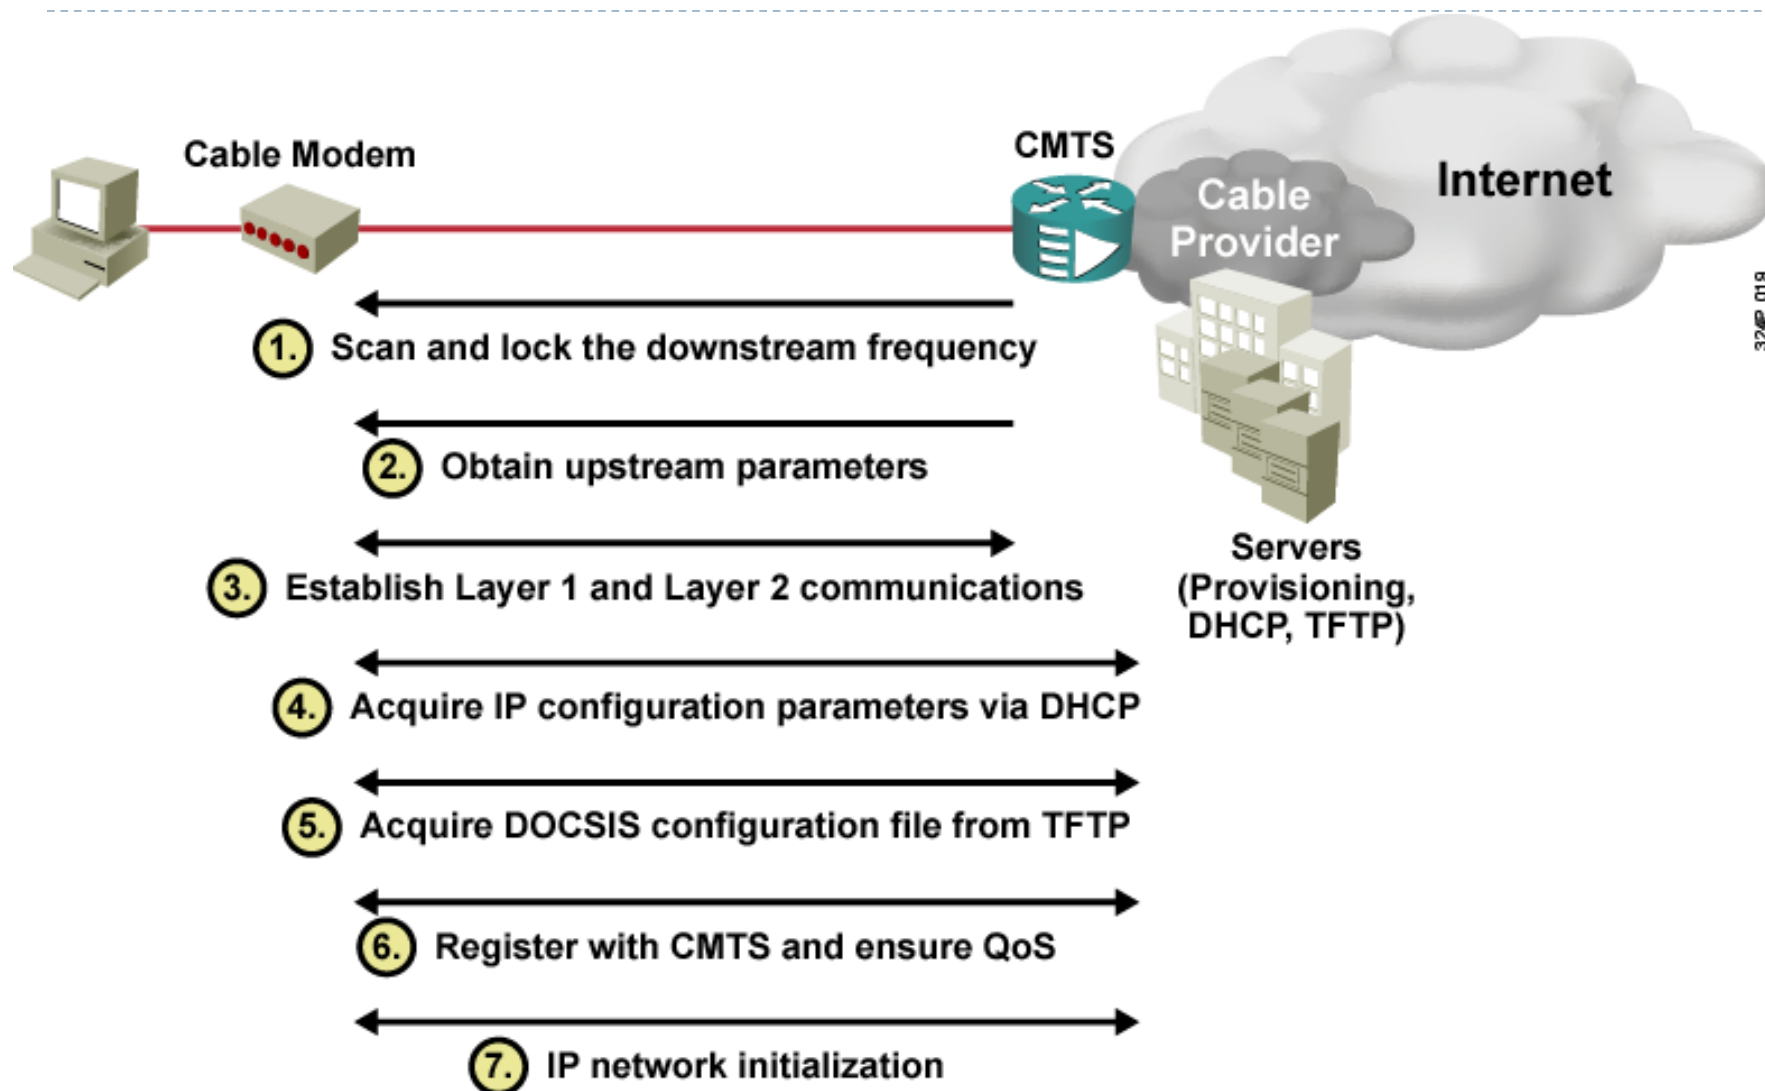 Cable Modem
CMTS
Cable
Provider
Internet
1. Scan and lock the downstream frequency
2. Obtain upstream parameters
Servers
(Provisioning,
DHCP, TFTP)
3. Establish Layer 1 and Layer 2 communications
4. Acquire IP configuration parameters via DHCP
5. Acquire DOCSIS configuration file from TFTP
6. Register with CMTS and ensure QoS
7. IP network initialization